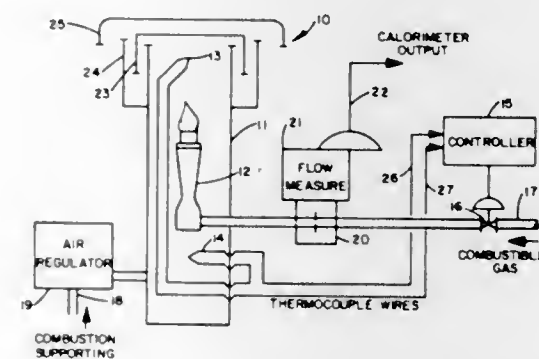 25
10
24
23
13
CALORIMETER
OUTPUT
22
15
CONTROLLER
21
11
26
FLOW
MEASURE
12
27
16
17
20
14
COMBUSTIBLE
GAS
AIR
REGULATOR
THERMOCOUPLE WIRES
19
18
COMBUSTION
SUPPORTING